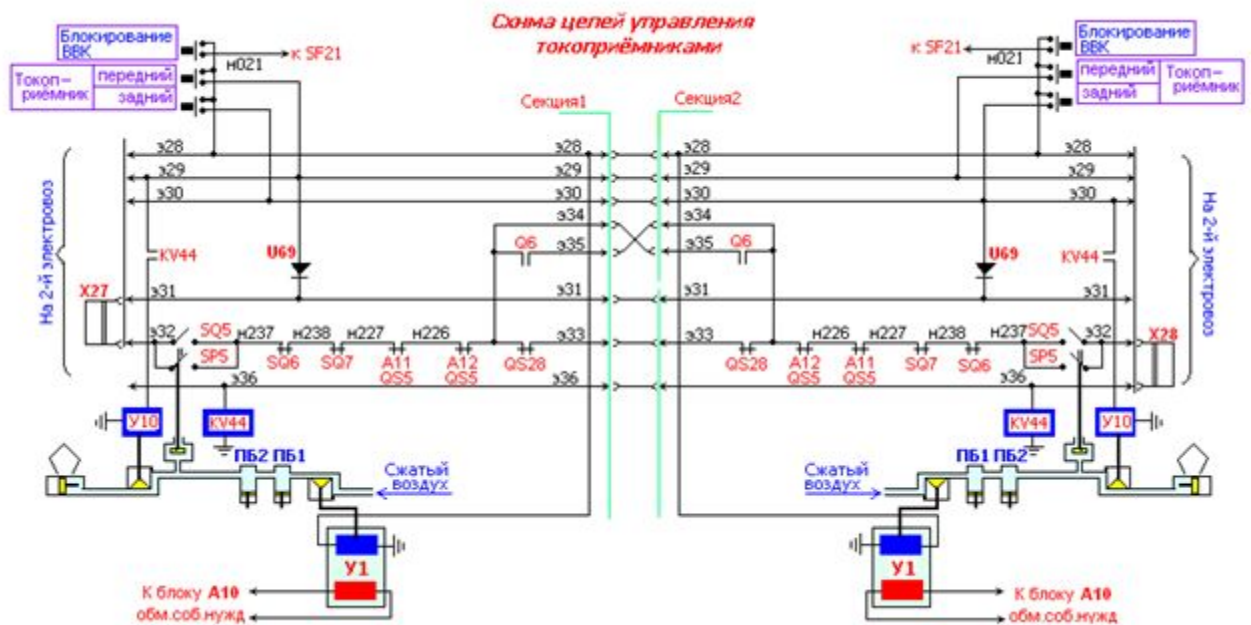 Схнма цепей управления
токоприёмниками
Блокирование
ВВК
к SF21
н021
Токоп-
риёмник
передний
задний
к SF21
н021
Блокирование
ВВК
передний
задний
Токоп-
риёмник
Секция1
Секция2
э28
э28
э28
э28
э29
э29
э29
э29
э30
э30
э30
э30
э34
э34
Q6
э35
э35
Q6
На 2-й электровоз
KV44
U69
U69
KV44
На 2-й электровоз
X27
э31
э31
э31
э31
э32
SQ5
н237
н238
н227
н226
э33
э33
н226
н227
н238
н237
SQ5
э32
X28
SP5
SQ6
SQ7
A11
QS5
A12
QS5
QS28
QS28
A12
QS5
A11
QS5
SQ7
SQ6
SP5
э36
э36
э36
э36
У10
KV44
KV44
У10
ПБ2
ПБ1
Сжатый
воздух
Сжатый
воздух
ПБ1
ПБ2
У1
У1
К блоку А10
обм.соб.нужд
К блоку А10
обм.соб.нужд